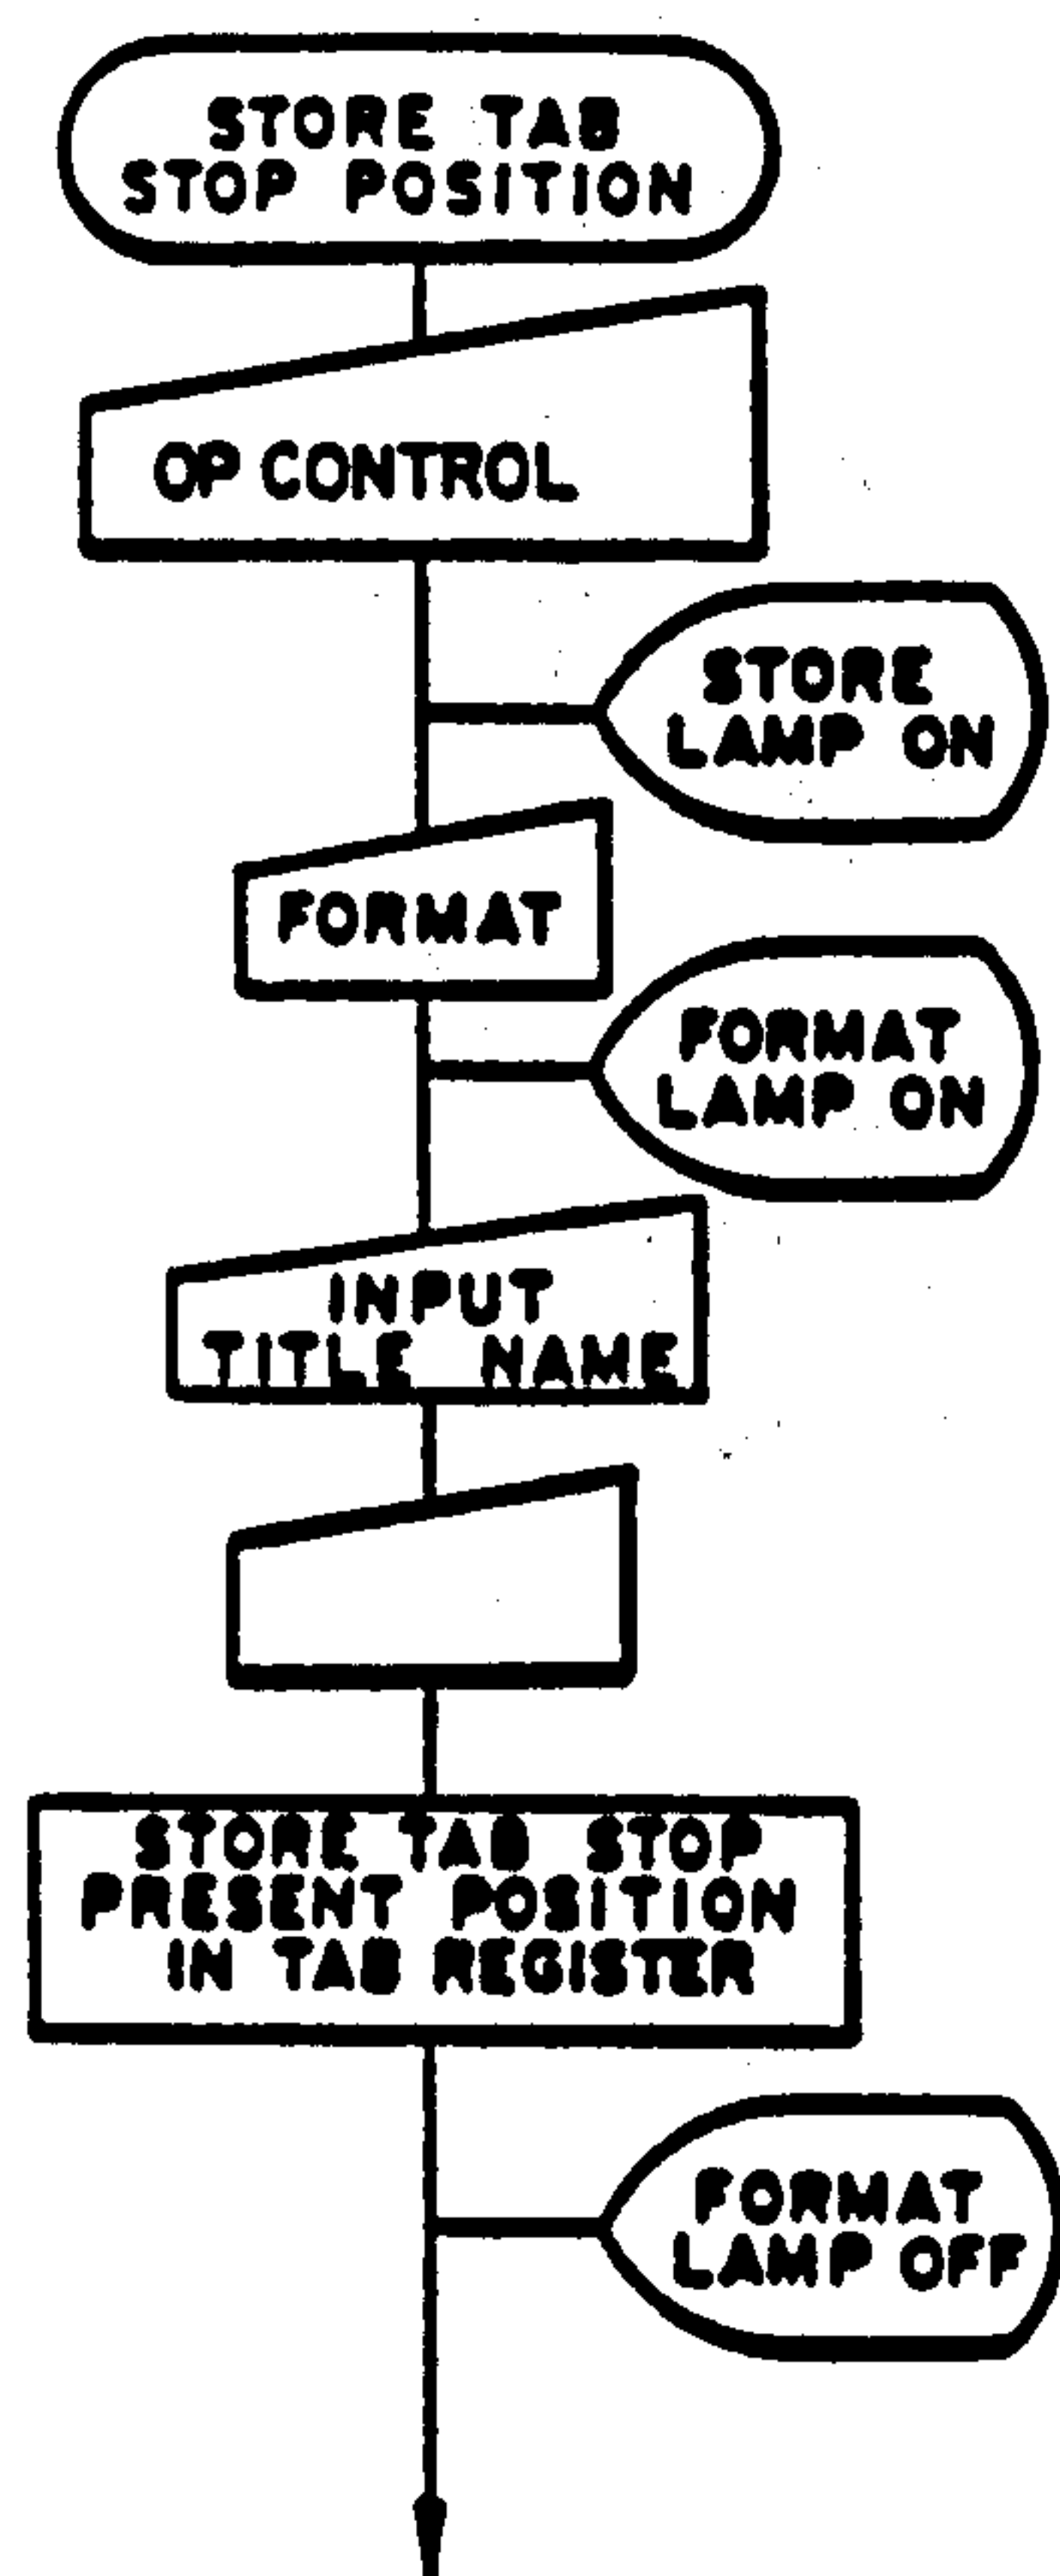 STORE TAB
STOP POSITION
OP CONTROL
STORE
LAMP ON
FORMAT
FORMAT
LAMP ON
INPUT
TITLE NAME
STORE TAB STOP
PRESENT POSITION
IN TAB REGISTER
FORMAT
LAMP OFF